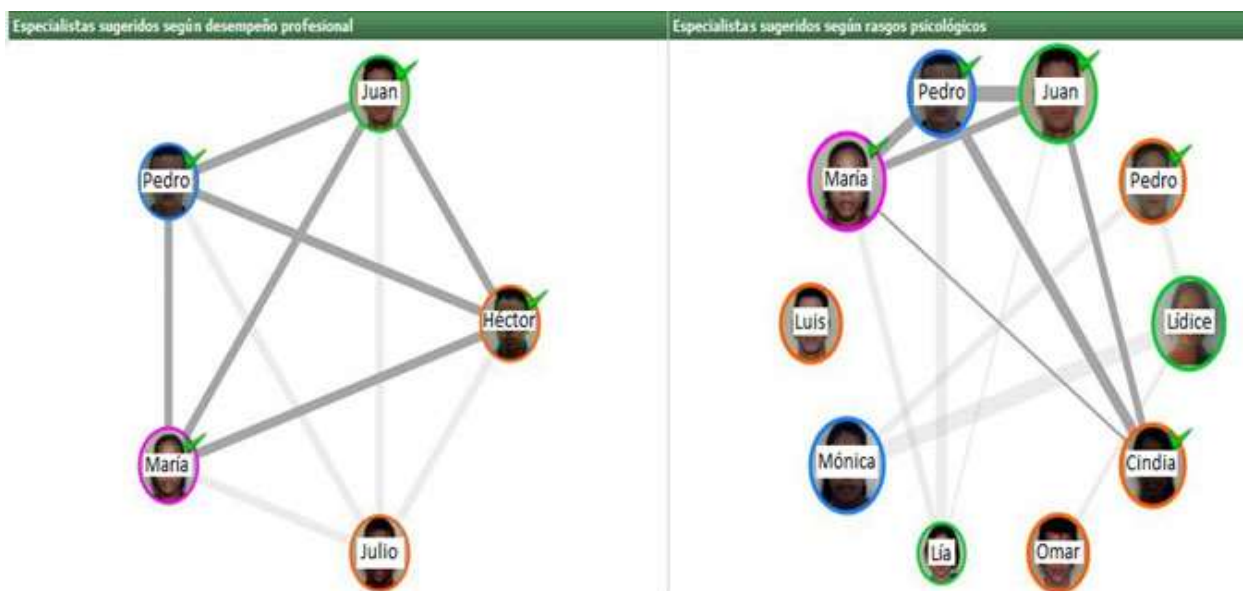 Especialistas sugeridos según desempeño profesional
Juan
Pedro
Héctor
María
Julio
Especialistas sugeridos según rasgos psicológicos
Pedro
Juan
María
Pedro
Luis
Lídice
Mónica
Cindia
Lía
Omar